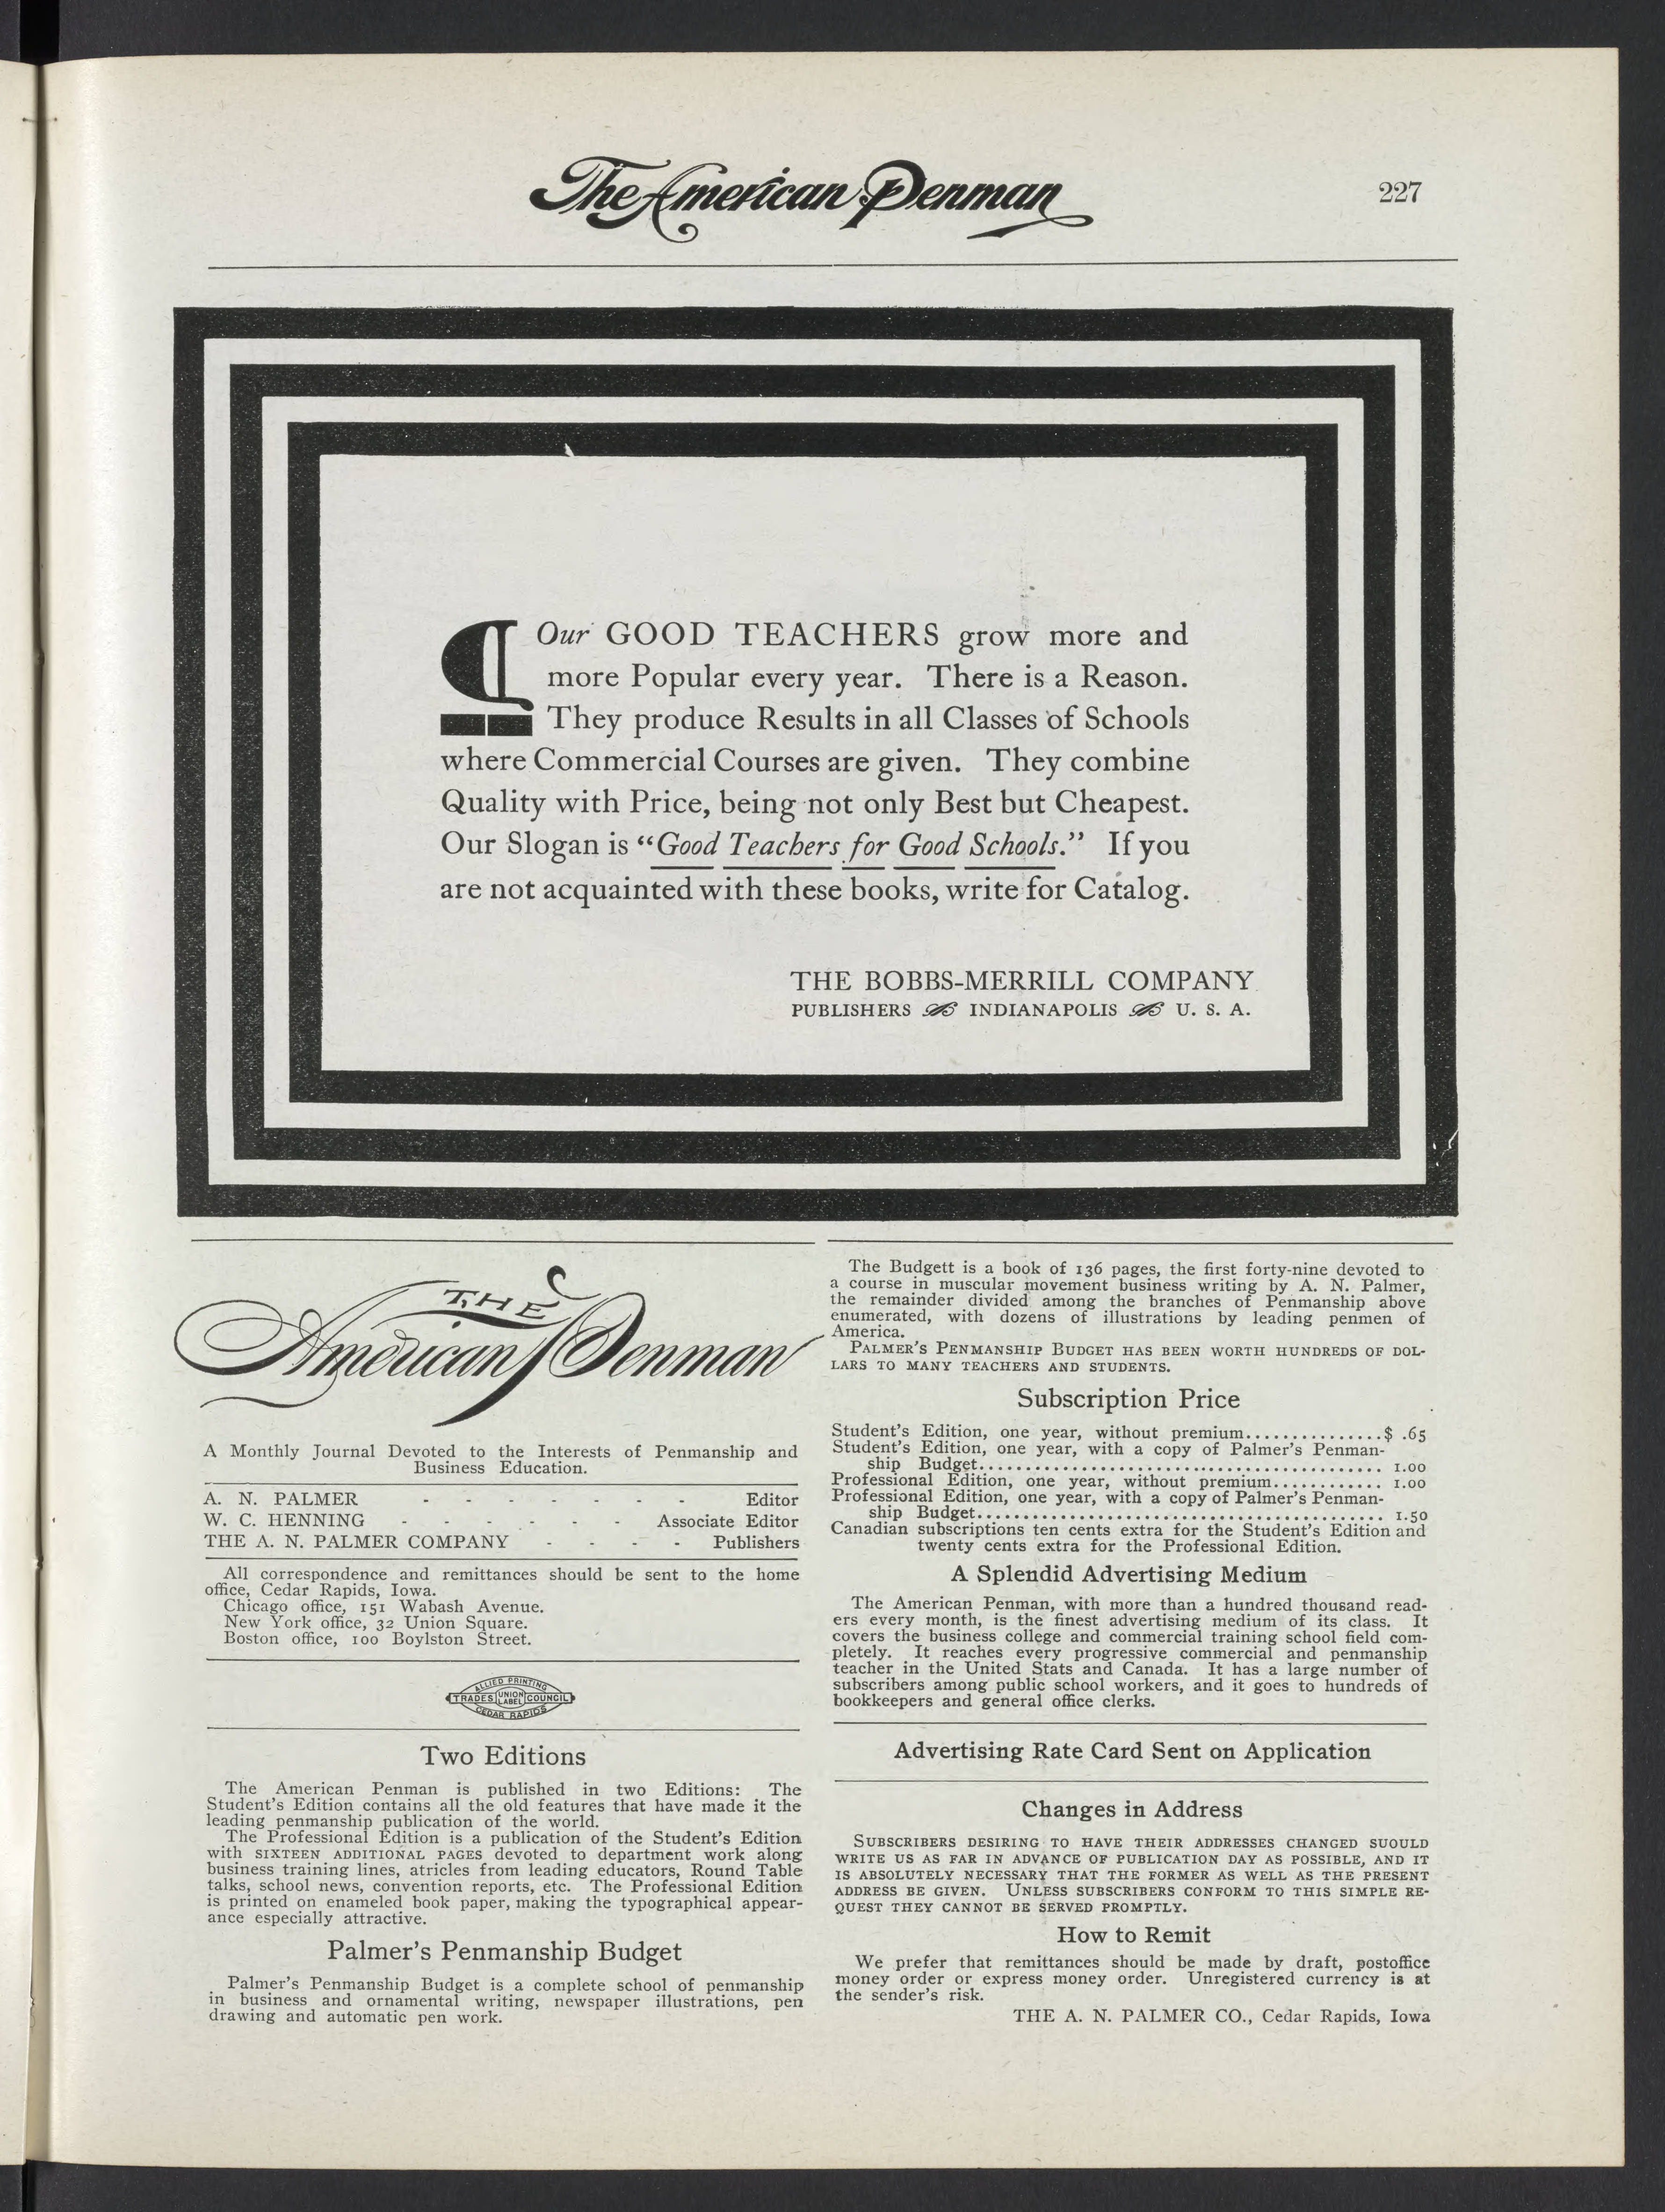 The American Penman
227
¶ Our GOOD TEACHERS grow more and
more Popular every year. There is a Reason.
They produce Results in all Classes of Schools
where Commercial Courses are given. They combine
Quality with Price, being not only Best but Cheapest.
Our Slogan is “Good Teachers for Good Schools.” If you
are not acquainted with these books, write for Catalog.
THE BOBBS-MERRILL COMPANY
PUBLISHERS INDIANAPOLIS U. S. A.
THE
American Penman
A Monthly Journal Devoted to the Interests of Penmanship and
Business Education.
A. N. PALMER - - - - - - - Editor
W. C. HENNING - - - - - - Associate Editor
THE A. N. PALMER COMPANY - - - - Publishers
All correspondence and remittances should be sent to the home
office, Cedar Rapids, Iowa.
Chicago office, 151 Wabash Avenue.
New York office, 32 Union Square.
Boston office, 100 Boylston Street.
ALLIED PRINTING
TRADES UNION LABEL COUNCIL
CEDAR RAPIDS
Two Editions
The American Penman is published in two Editions: The
Student's Edition contains all the old features that have made it the
leading penmanship publication of the world.
The Professional Edition is a publication of the Student's Edition
with SIXTEEN ADDITIONAL PAGES devoted to department work along
business training lines, atricles from leading educators, Round Table
talks, school news, convention reports, etc. The Professional Edition
is printed on enameled book paper, making the typographical appear-
ance especially attractive.
Palmer's Penmanship Budget
Palmer's Penmanship Budget is a complete school of penmanship
in business and ornamental writing, newspaper illustrations, pen
drawing and automatic pen work.
The Budgett is a book of 136 pages, the first forty-nine devoted to
a course in muscular movement business writing by A. N. Palmer,
the remainder divided among the branches of Penmanship above
enumerated, with dozens of illustrations by leading penmen of
America.
PALMER'S PENMANSHIP BUDGET HAS BEEN WORTH HUNDREDS OF DOL-
LARS TO MANY TEACHERS AND STUDENTS.
Subscription Price
Student's Edition, one year, without premium...............$ .65
Student's Edition, one year, with a copy of Palmer's Penman-
ship Budget............................................ 1.00
Professional Edition, one year, without premium............ 1.00
Professional Edition, one year, with a copy of Palmer's Penman-
ship Budget............................................ 1.50
Canadian subscriptions ten cents extra for the Student's Edition and
twenty cents extra for the Professional Edition.
A Splendid Advertising Medium
The American Penman, with more than a hundred thousand read-
ers every month, is the finest advertising medium of its class. It
covers the business college and commercial training school field com-
pletely. It reaches every progressive commercial and penmanship
teacher in the United Stats and Canada. It has a large number of
subscribers among public school workers, and it goes to hundreds of
bookkeepers and general office clerks.
Advertising Rate Card Sent on Application
Changes in Address
SUBSCRIBERS DESIRING TO HAVE THEIR ADDRESSES CHANGED SUOULD
WRITE US AS FAR IN ADVANCE OF PUBLICATION DAY AS POSSIBLE, AND IT
IS ABSOLUTELY NECESSARY THAT THE FORMER AS WELL AS THE PRESENT
ADDRESS BE GIVEN. UNLESS SUBSCRIBERS CONFORM TO THIS SIMPLE RE-
QUEST THEY CANNOT BE SERVED PROMPTLY.
How to Remit
We prefer that remittances should be made by draft, postoffice
money order or express money order. Unregistered currency is at
the sender's risk.
THE A. N. PALMER CO., Cedar Rapids, Iowa